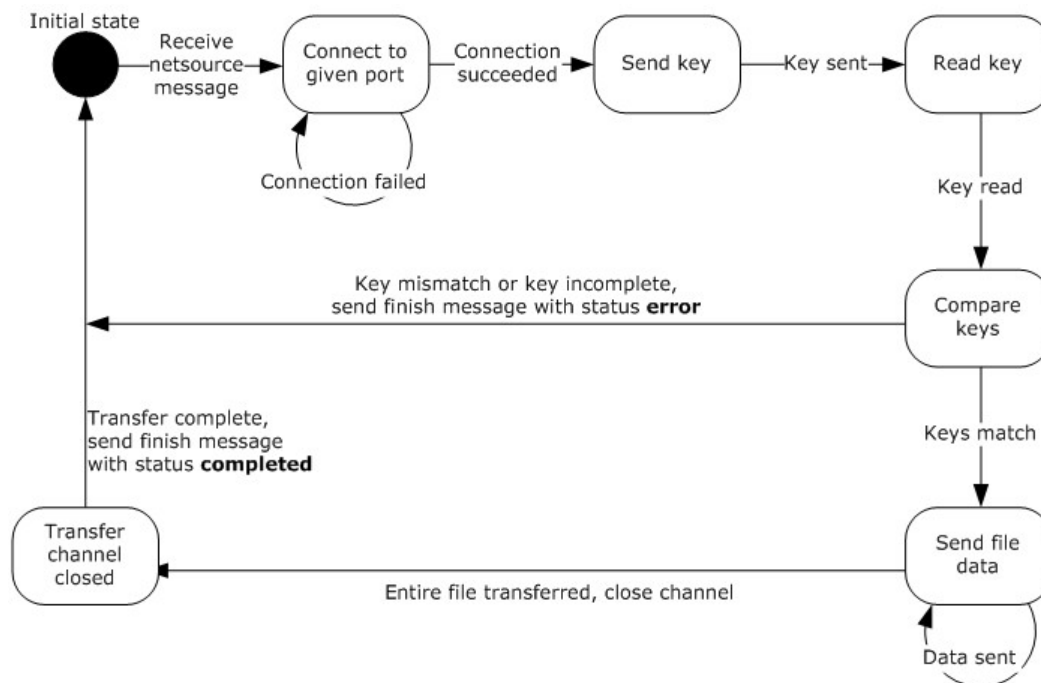 Initial state
Receive
netsource
message
Connect to
given port
Connection
succeeded
Send key
Key sent
Read key
Connection failed
Key read
Key mismatch or key incomplete,
send finish message with status error
Compare
keys
Transfer complete,
send finish message
with status completed
Keys match
Transfer
channel
closed
Send file
data
Entire file transferred, close channel
Data sent